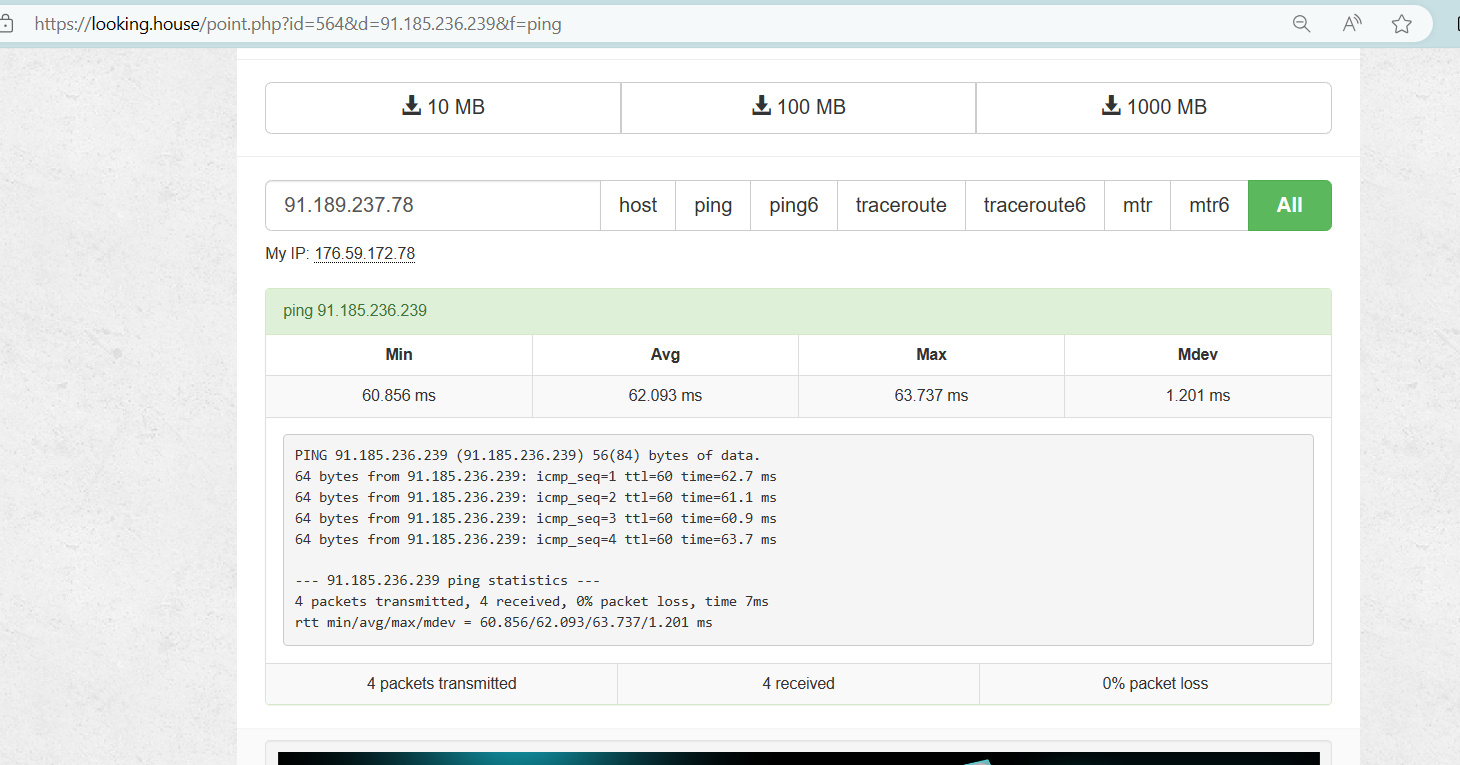 https://looking.house/point.php?id=564&d=91.185.236.239&f=ping
10 MB 100 MB 1000 MB
91.189.237.78 host ping ping6 traceroute traceroute6 mtr mtr6 All
My IP: 176.59.172.78
ping 91.185.236.239
Min Avg Max Mdev
60.856 ms 62.093 ms 63.737 ms 1.201 ms
PING 91.185.236.239 (91.185.236.239) 56(84) bytes of data.
64 bytes from 91.185.236.239: icmp_seq=1 ttl=60 time=62.7 ms
64 bytes from 91.185.236.239: icmp_seq=2 ttl=60 time=61.1 ms
64 bytes from 91.185.236.239: icmp_seq=3 ttl=60 time=60.9 ms
64 bytes from 91.185.236.239: icmp_seq=4 ttl=60 time=63.7 ms
--- 91.185.236.239 ping statistics ---
4 packets transmitted, 4 received, 0% packet loss, time 7ms
rtt min/avg/max/mdev = 60.856/62.093/63.737/1.201 ms
4 packets transmitted 4 received 0% packet loss